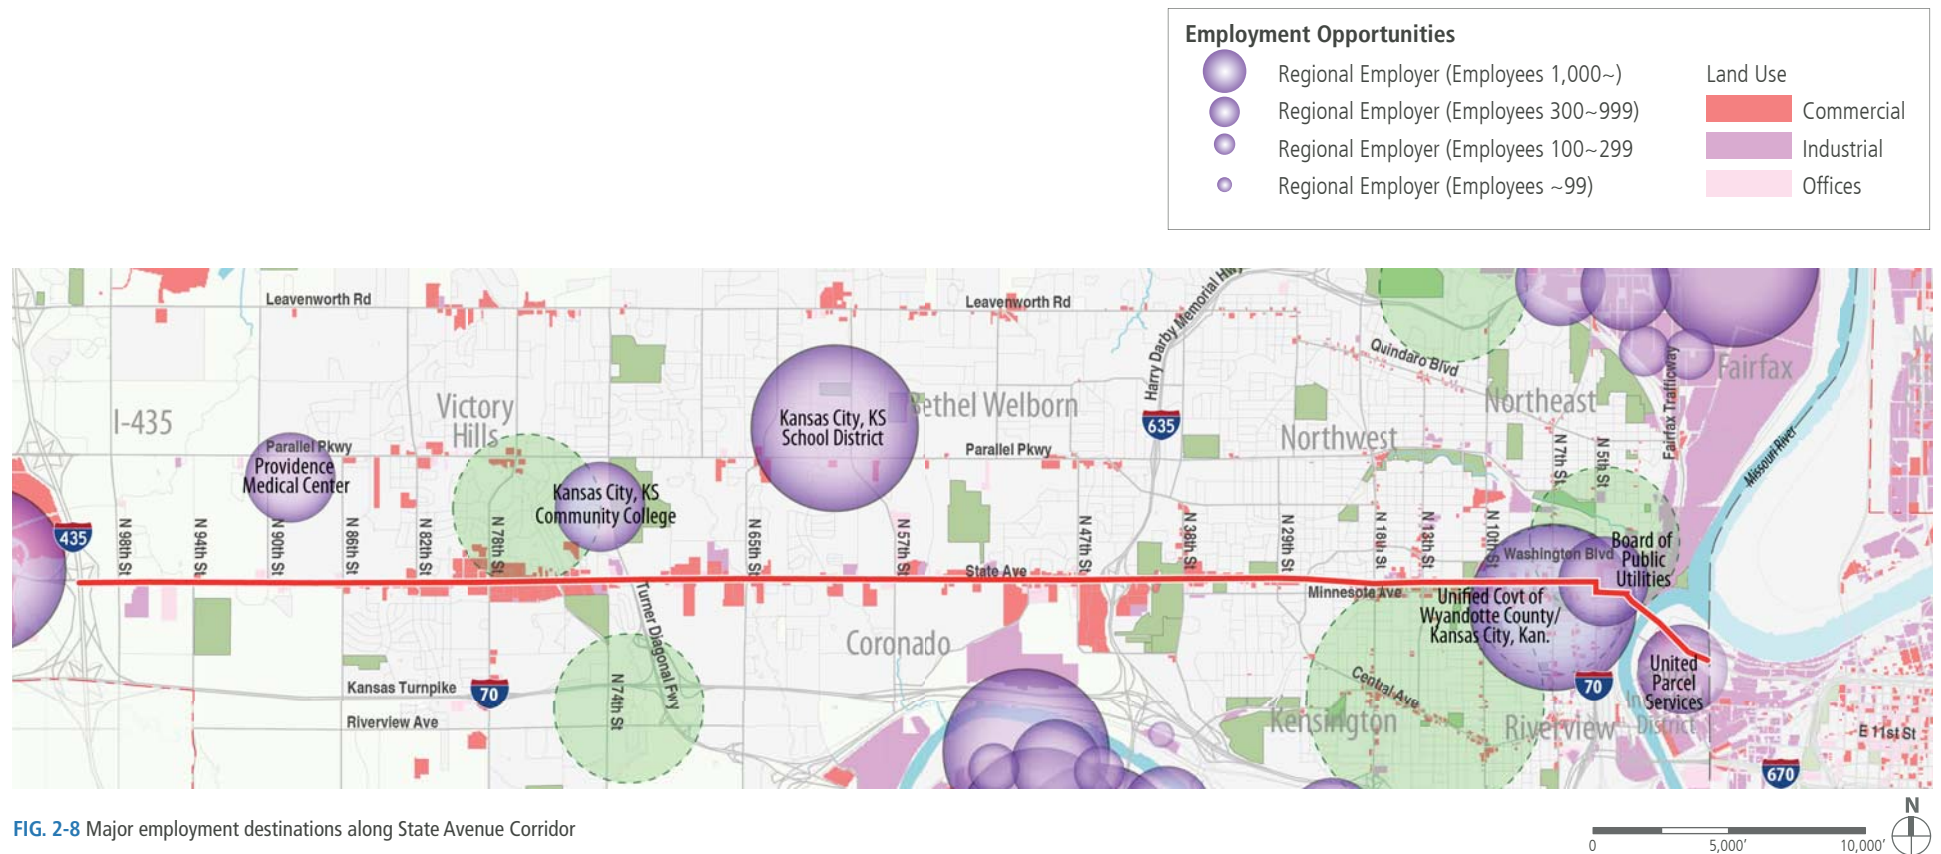 Employment Opportunities
Regional Employer (Employees 1,000~)
Regional Employer (Employees 300~999)
Regional Employer (Employees 100~299
Regional Employer (Employees ~99)
Land Use
Commercial
Industrial
Offices
Leavenworth Rd
Leavenworth Rd
Harry Darby Memorial Hwy
Quindaro Blvd
Fairfax Trafficway
Fairfax
Missouri River
I-435
Victory
Hills
Bethel Welborn
Northeast
Northwest
635
Parallel Pkwy
Parallel Pkwy
Providence
Medical Center
Kansas City, KS
Community College
Kansas City, KS
School District
435
N 98th St
N 94th St
N 90th St
N 86th St
N 82th St
N 78th St
N 65th St
N 57th St
N 47th St
N 38th St
N 29th St
N 18th St
N 13th St
N 10th St
N 7th St
N 5th St
Washington Blvd
Board of
Public
Utilities
State Ave
Minnesota Ave
Unified Covt of
Wyandotte County/
Kansas City, Kan.
Turner Diagonal Fwy
N 74th St
Coronado
Kansas Turnpike
70
Riverview Ave
Central Ave
Kensington
Riverview
70
United
Parcel
Services
District
E 11st St
670
FIG. 2-8 Major employment destinations along State Avenue Corridor
N
0 5,000' 10,000'